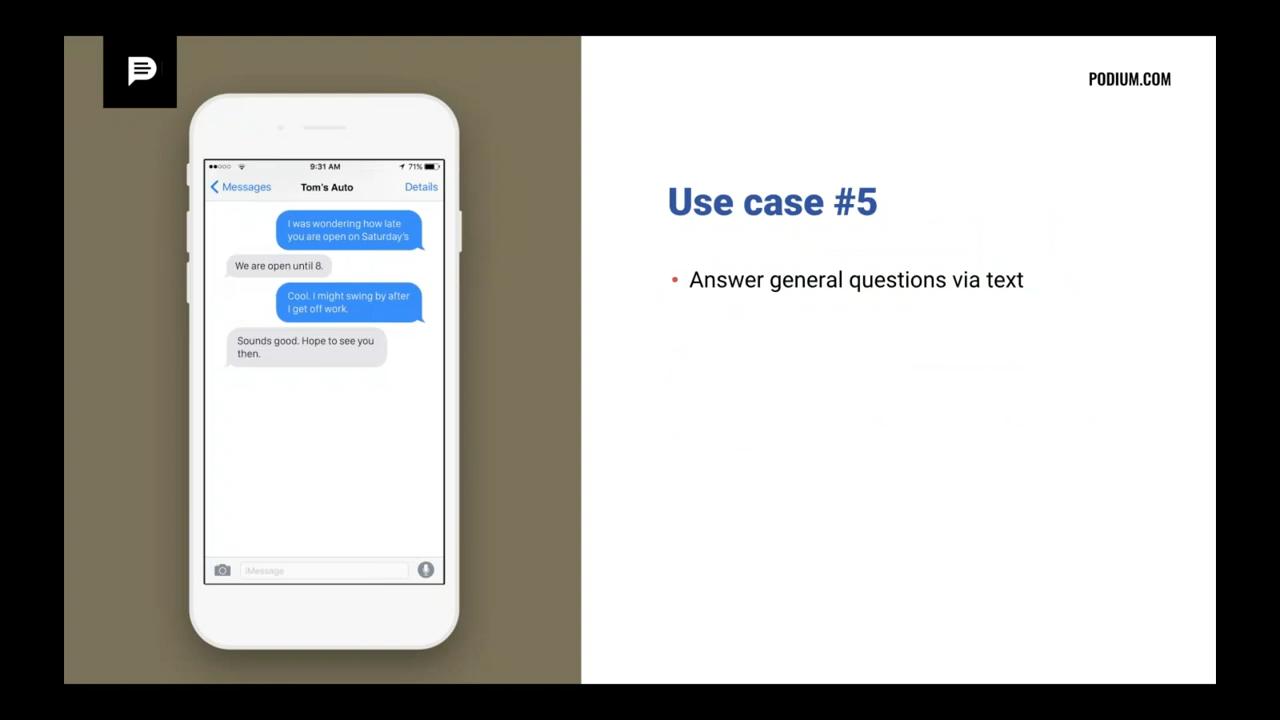 PODIUM.COM
9:31 AM
71%
Messages
Tom's Auto
Details
I was wondering how late
you are open on Saturday's
We are open until 8.
Cool. I might swing by after
I get off work.
Sounds good. Hope to see you
then.
iMessage
Use case #5
• Answer general questions via text